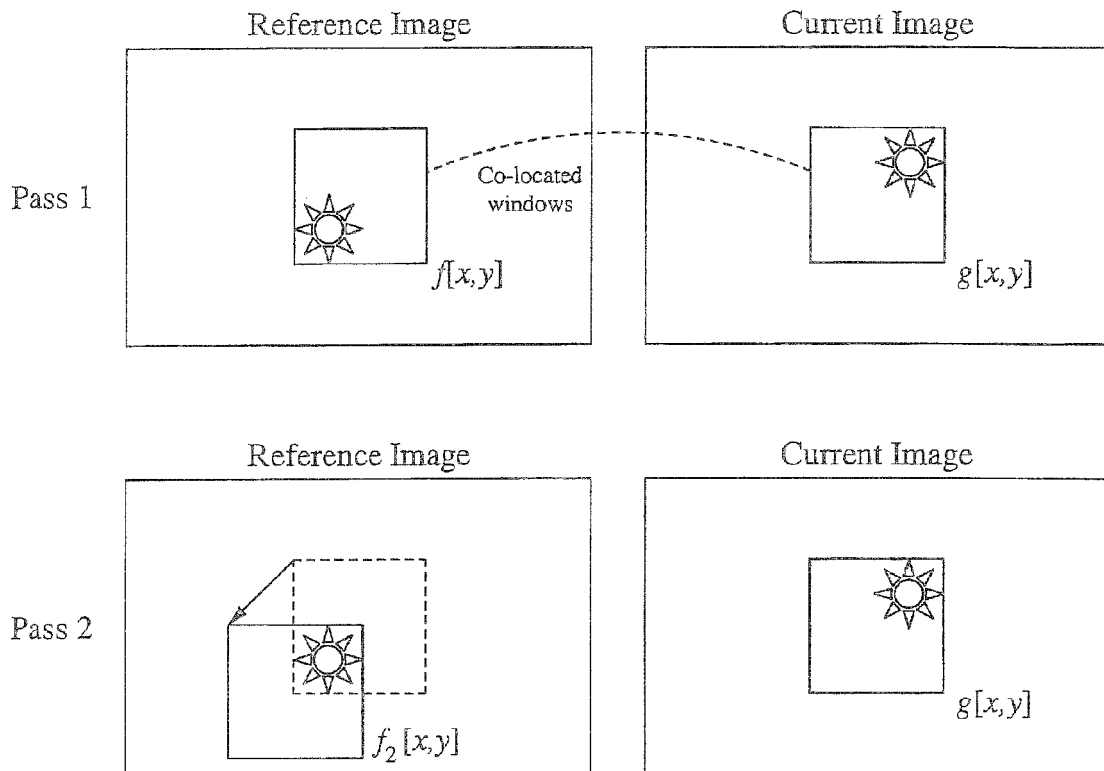 Reference Image
Current Image
Pass 1
Co-located
windows
f[x,y]
g[x,y]
Reference Image
Current Image
Pass 2
f₂[x,y]
g[x,y]